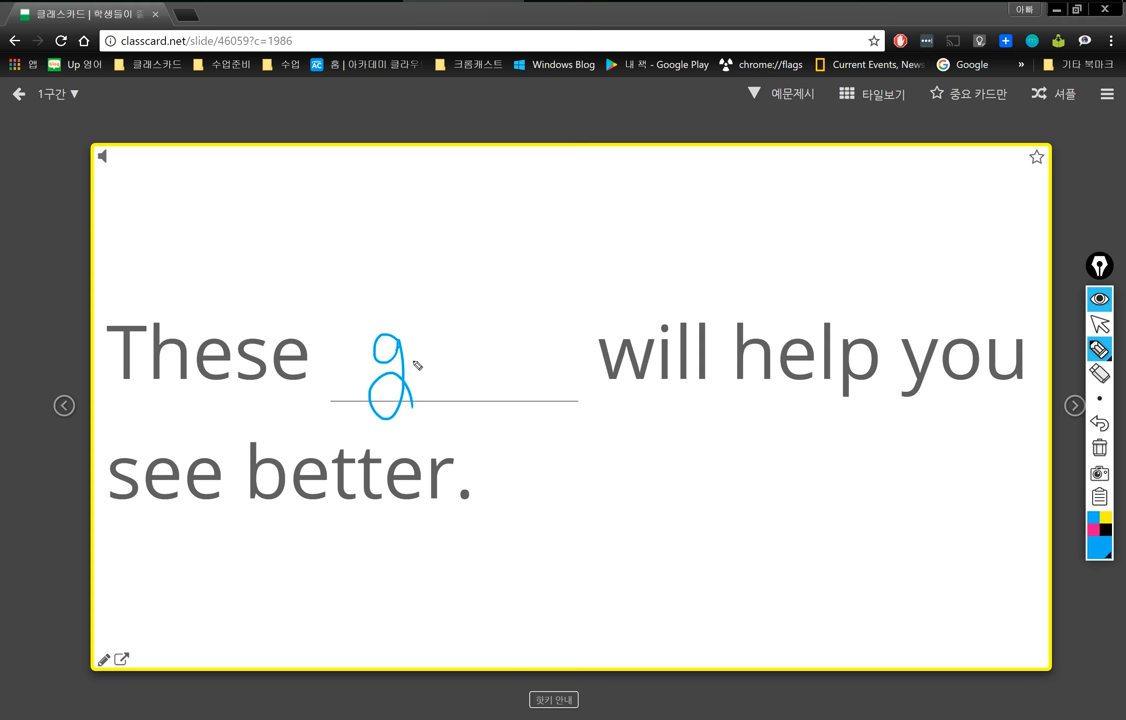 클래스카드 | 학생들이 좋
아빠
classcard.net/slide/46059?c=1986
앱 Up 영어 클래스카드 수업준비 수업 홈 | 아카데미 클라우 크롬캐스트 Windows Blog 내 책 - Google Play chrome://flags Current Events, News Google » 기타 북마크
1구간 ▼ 예문제시 타일보기 중요 카드만 셔플
These g will help you
see better.
핫키 안내